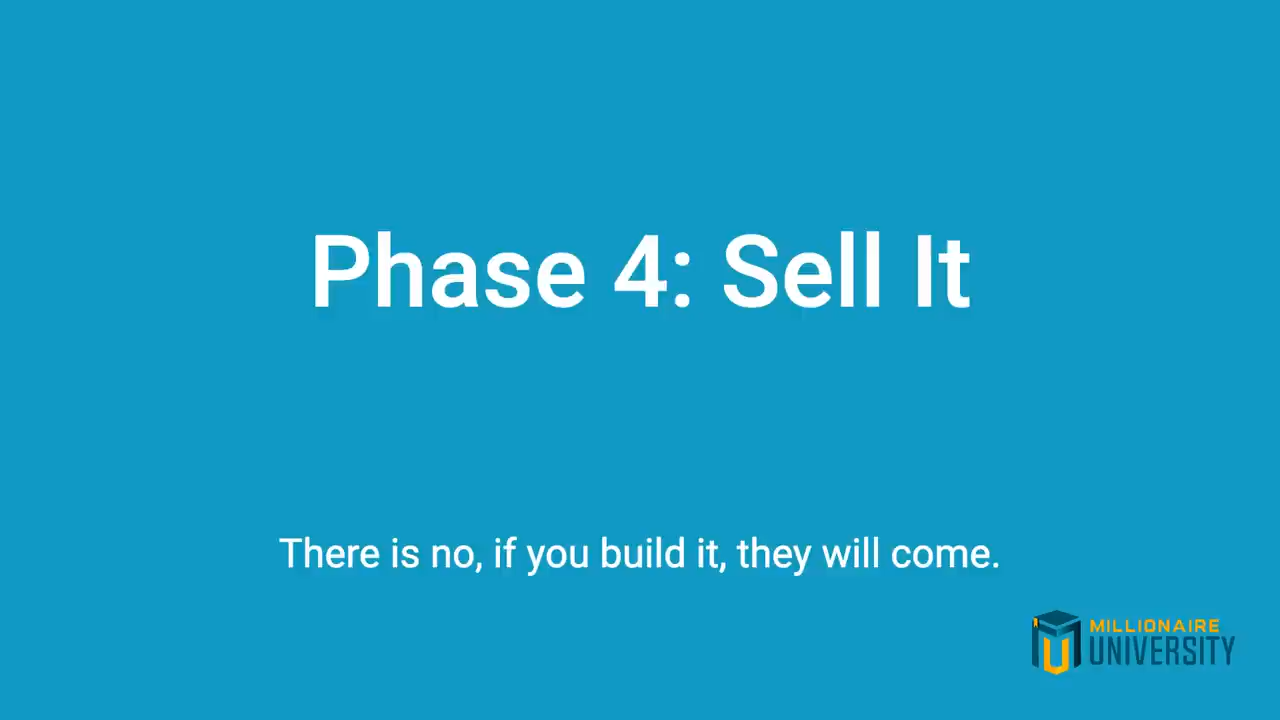 Phase 4: Sell It
There is no, if you build it, they will come.
MILLIONAIRE
UNIVERSITY